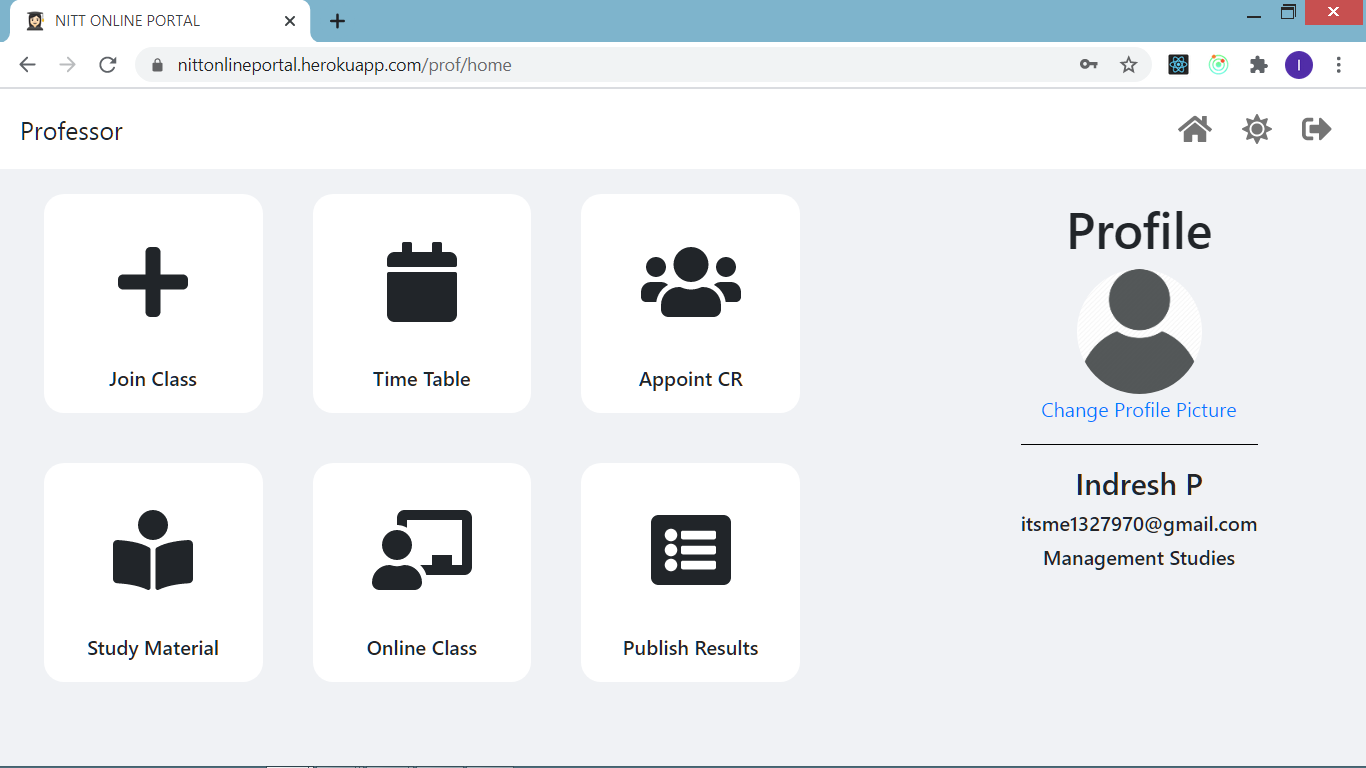 NITT ONLINE PORTAL
nittonlineportal.herokuapp.com/prof/home
I
Professor
Join Class
Time Table
Appoint CR
Study Material
Online Class
Publish Results
Profile
Change Profile Picture
Indresh P
itsme1327970@gmail.com
Management Studies